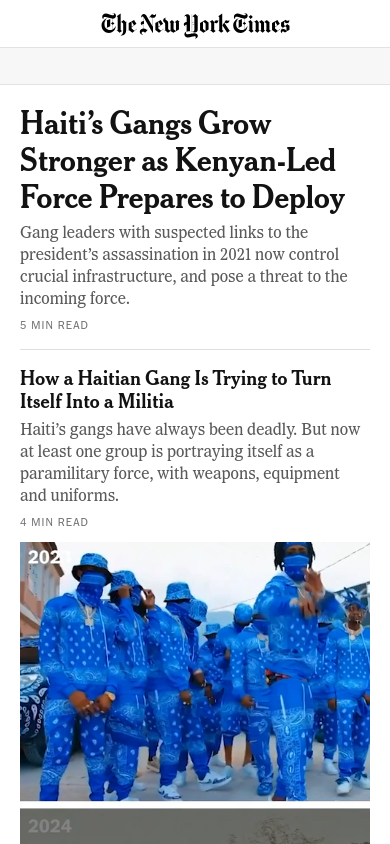 The New York Times
Haiti’s Gangs Grow
Stronger as Kenyan-Led
Force Prepares to Deploy
Gang leaders with suspected links to the
president’s assassination in 2021 now control
crucial infrastructure, and pose a threat to the
incoming force.
5 MIN READ
How a Haitian Gang Is Trying to Turn
Itself Into a Militia
Haiti’s gangs have always been deadly. But now
at least one group is portraying itself as a
paramilitary force, with weapons, equipment
and uniforms.
4 MIN READ
2024